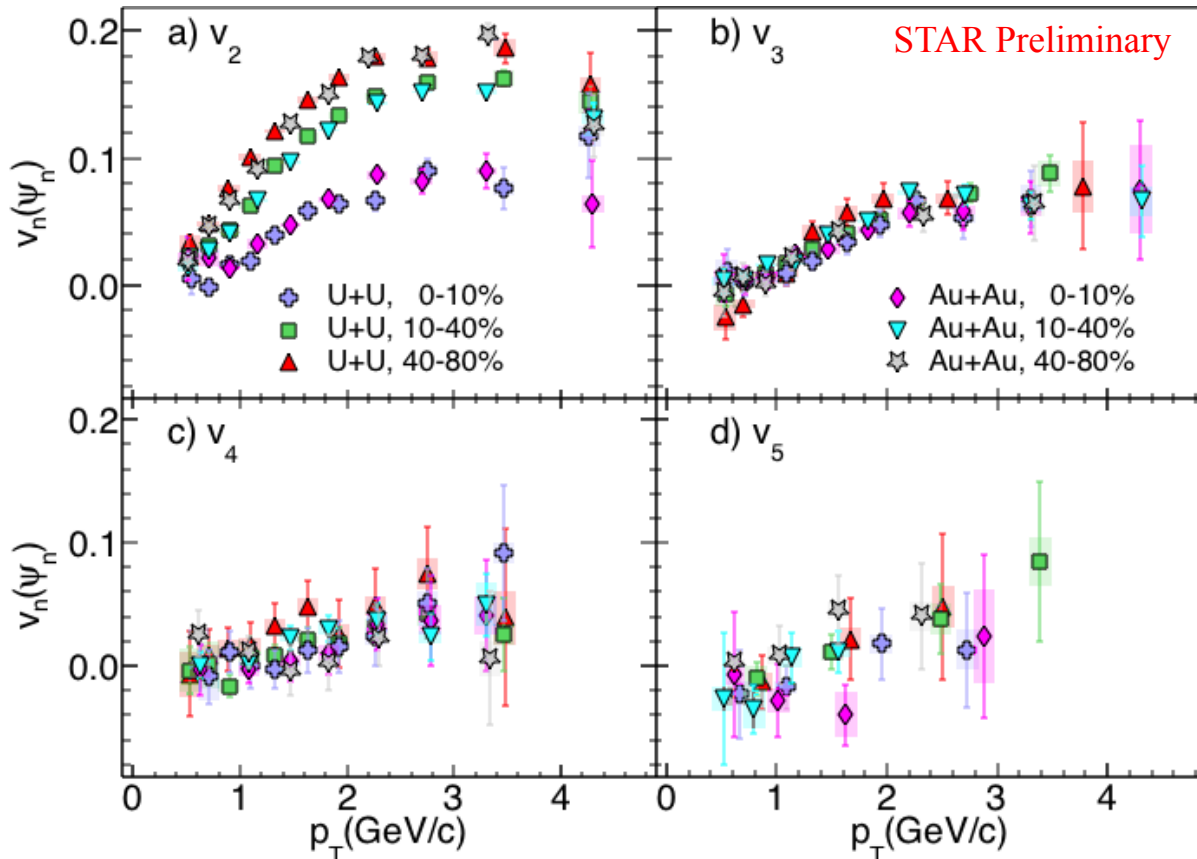 a) v₂
b) v₃
STAR Preliminary
0.2
0.1
0.0
vₙ(ψₙ)
U+U, 0-10%
U+U, 10-40%
U+U, 40-80%
Au+Au, 0-10%
Au+Au, 10-40%
Au+Au, 40-80%
c) v₄
d) v₅
0.2
0.1
0.0
vₙ(ψₙ)
0 1 2 3 4 0 1 2 3 4
p_T(GeV/c) p_T(GeV/c)